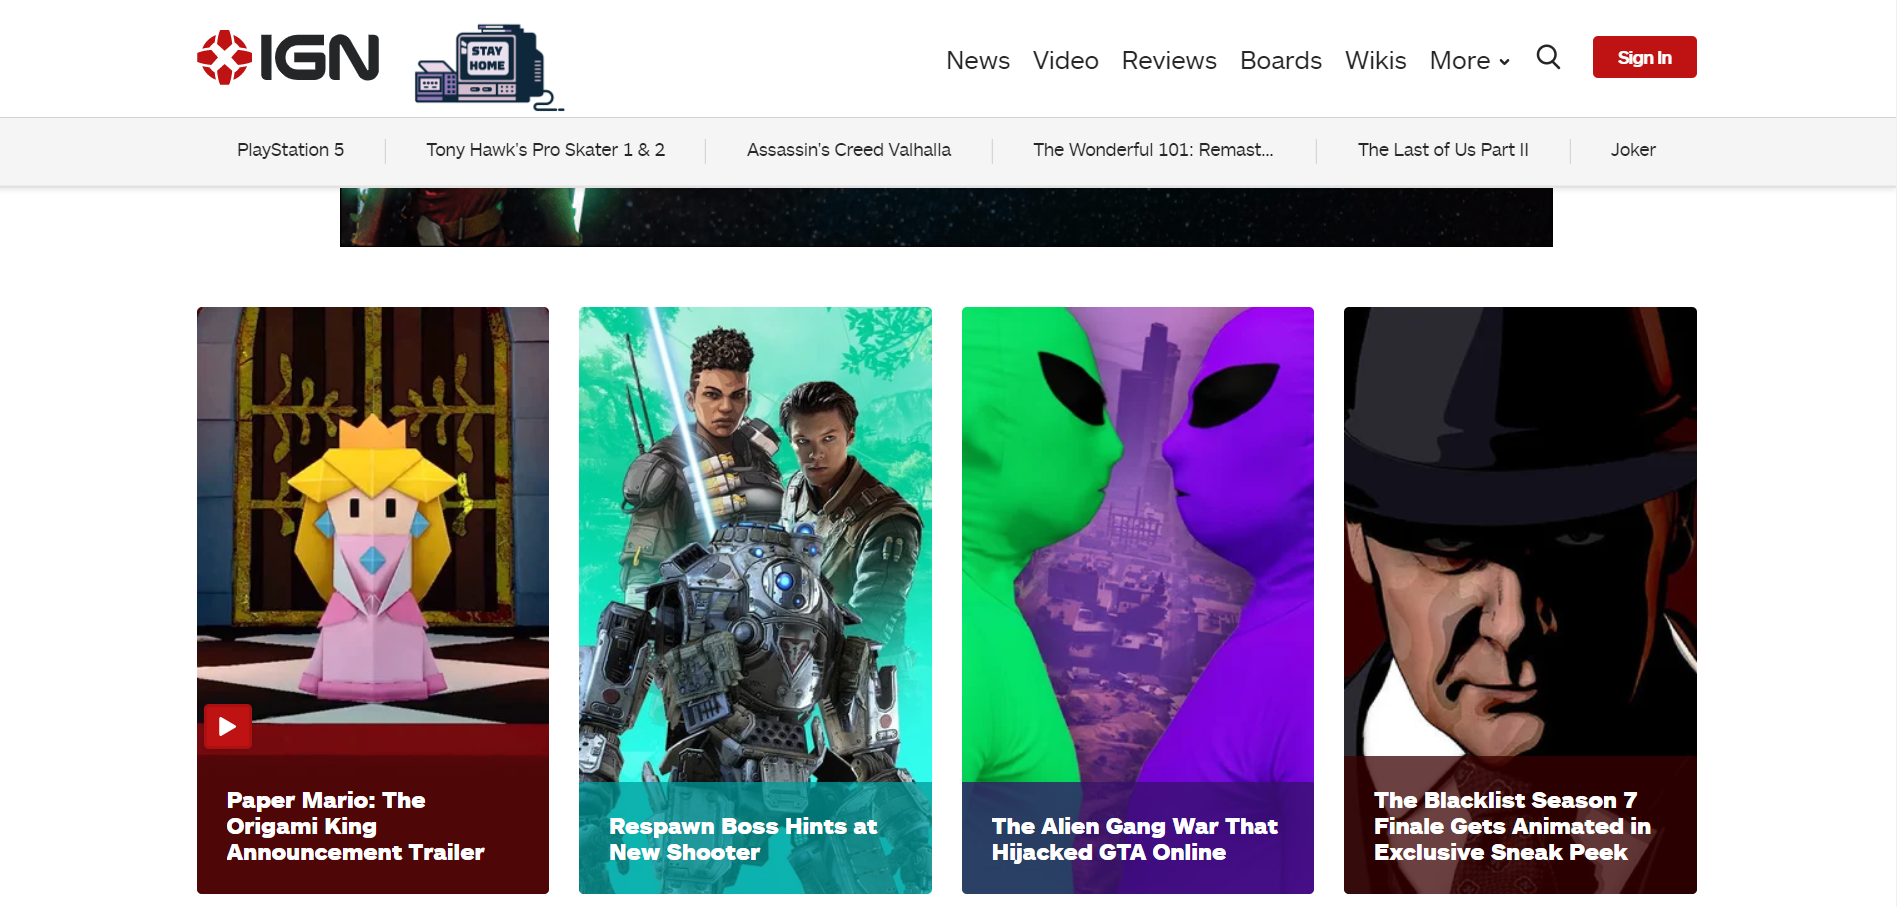 IGN
STAY
HOME
News Video Reviews Boards Wikis More
Sign In
PlayStation 5
Tony Hawk's Pro Skater 1 & 2
Assassin's Creed Valhalla
The Wonderful 101: Remast...
The Last of Us Part II
Joker
Paper Mario: The
Origami King
Announcement Trailer
Respawn Boss Hints at
New Shooter
The Alien Gang War That
Hijacked GTA Online
The Blacklist Season 7
Finale Gets Animated in
Exclusive Sneak Peek